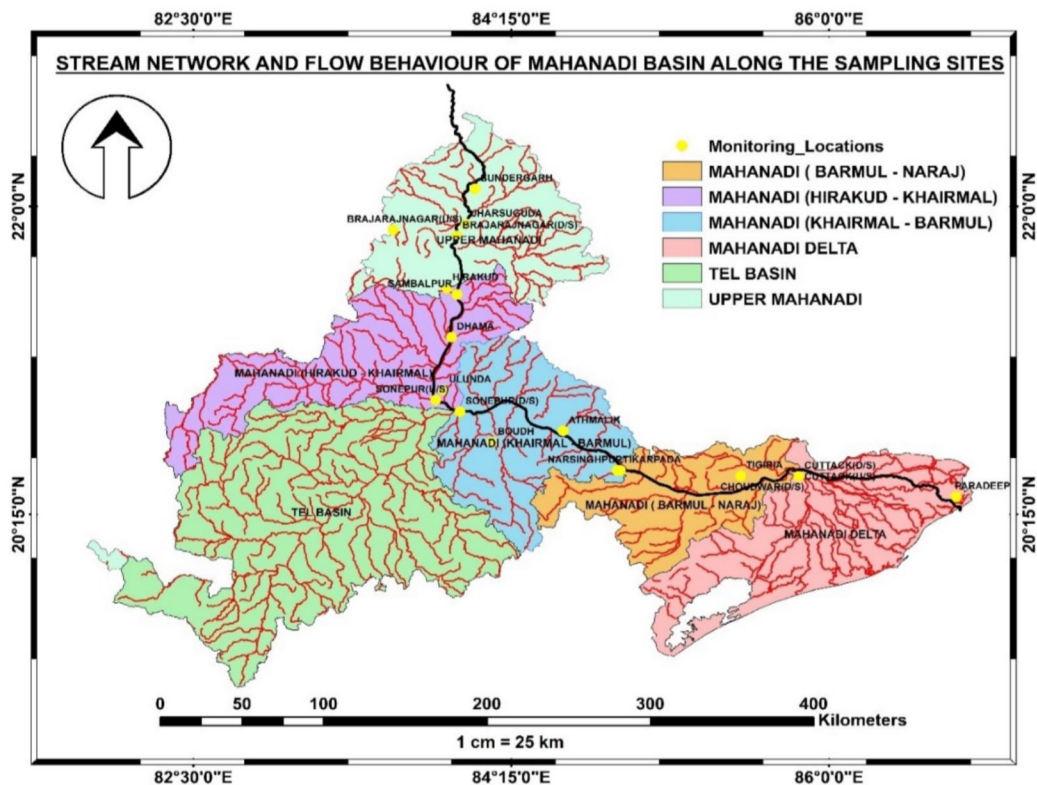 82°30'0"E
84°15'0"E
86°0'0"E
STREAM NETWORK AND FLOW BEHAVIOUR OF MAHANADI BASIN ALONG THE SAMPLING SITES
Monitoring_Locations
MAHANADI ( BARMUL - NARAJ)
MAHANADI (HIRAKUD - KHAIRMAL)
MAHANADI (KHAIRMAL - BARMUL)
MAHANADI DELTA
TEL BASIN
UPPER MAHANADI
22°0'0"N
22°0'0"N
SUNDERGARH
JHARSUGUDA
BRAJARAJNAGAR(U/S)
BRAJARAJNAGAR(D/S)
UPPER MAHANADI
HIRAKUD
SAMBALPUR
DHAMA
MAHANADI (HIRAKUD - KHAIRMAL)
ULUNDA
SONEPUR(U/S)
SONEPUR(D/S)
ATHMALIK
BOUDH
MAHANADI (KHAIRMAL - BARMUL)
NARSINGHPUR
TIKARPADA
TIGIRIA
CUTTACK(D/S)
CHOUDWAR(D/S)
PARADEEP
MAHANADI ( BARMUL - NARAJ)
TEL BASIN
MAHANADI DELTA
20°15'0"N
20°15'0"N
0 50 100 200 300 400
Kilometers
1 cm = 25 km
82°30'0"E
84°15'0"E
86°0'0"E